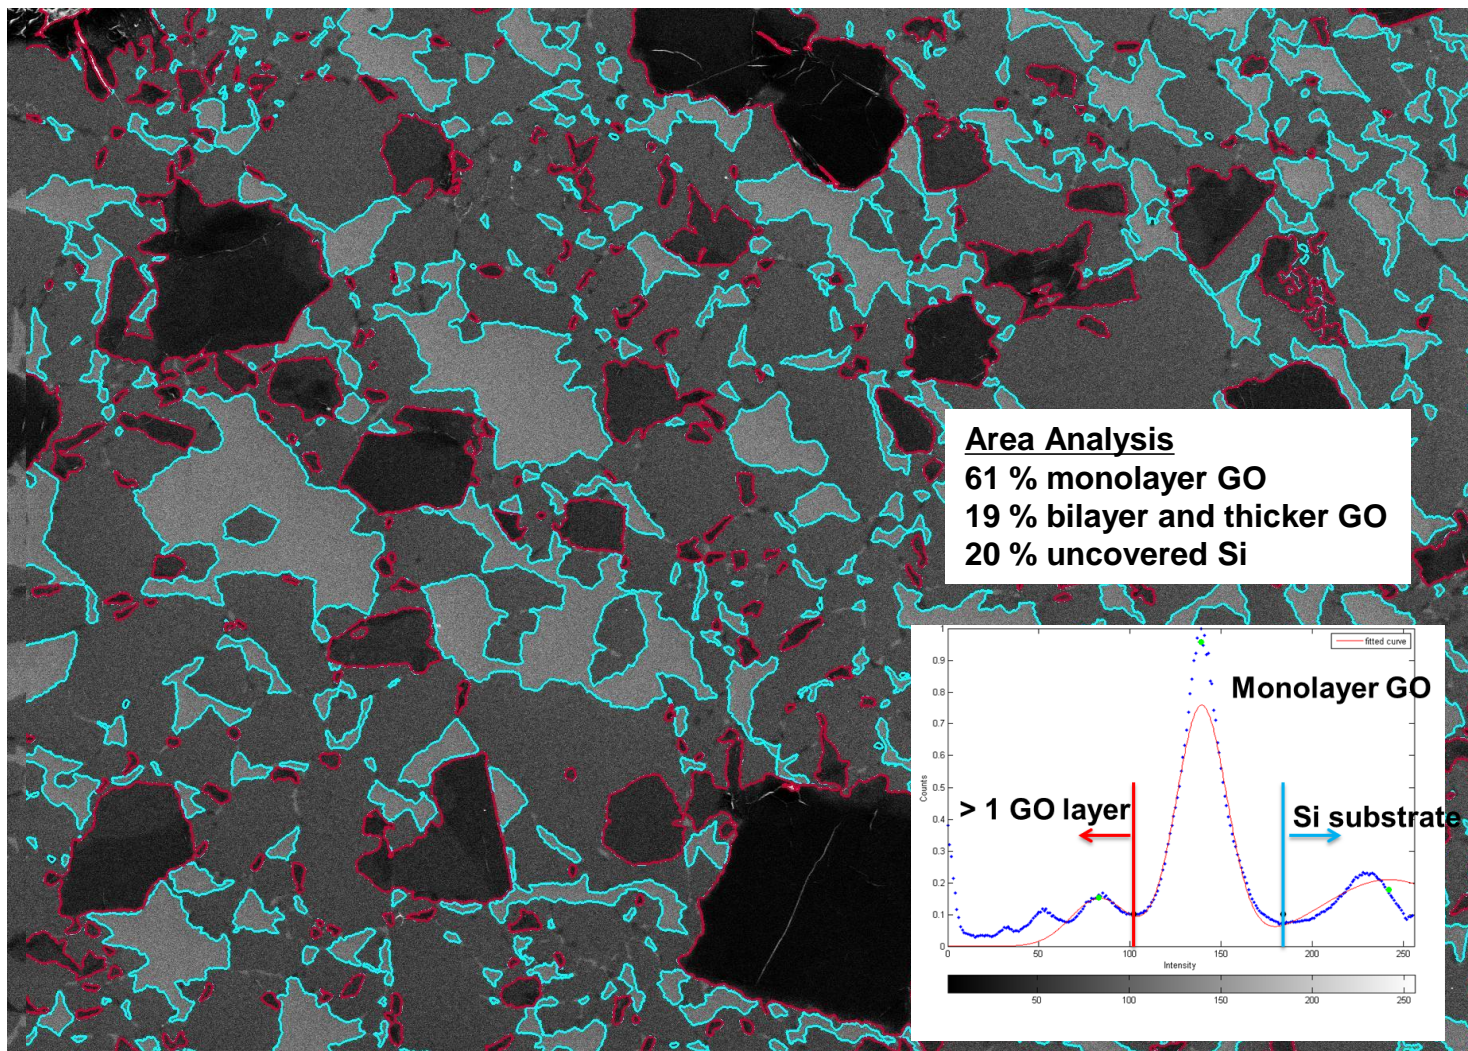 Area Analysis
61 % monolayer GO
19 % bilayer and thicker GO
20 % uncovered Si
fitted curve
Monolayer GO
> 1 GO layer
Si substrate
Counts
1
0.9
0.8
0.7
0.6
0.5
0.4
0.3
0.2
0.1
0
0 50 100 150 200 250
Intensity
50 100 150 200 250